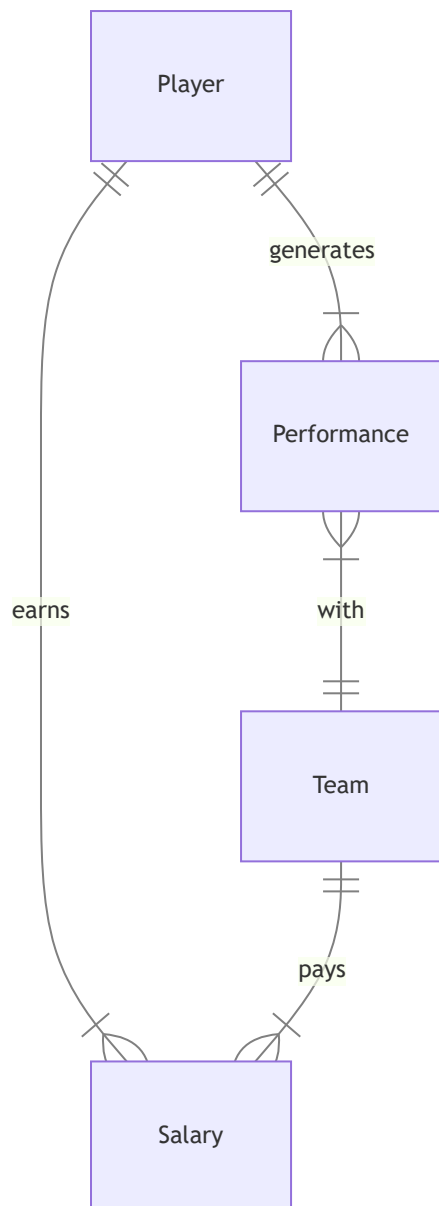 Player
generates
Performance
earns
with
Team
pays
Salary